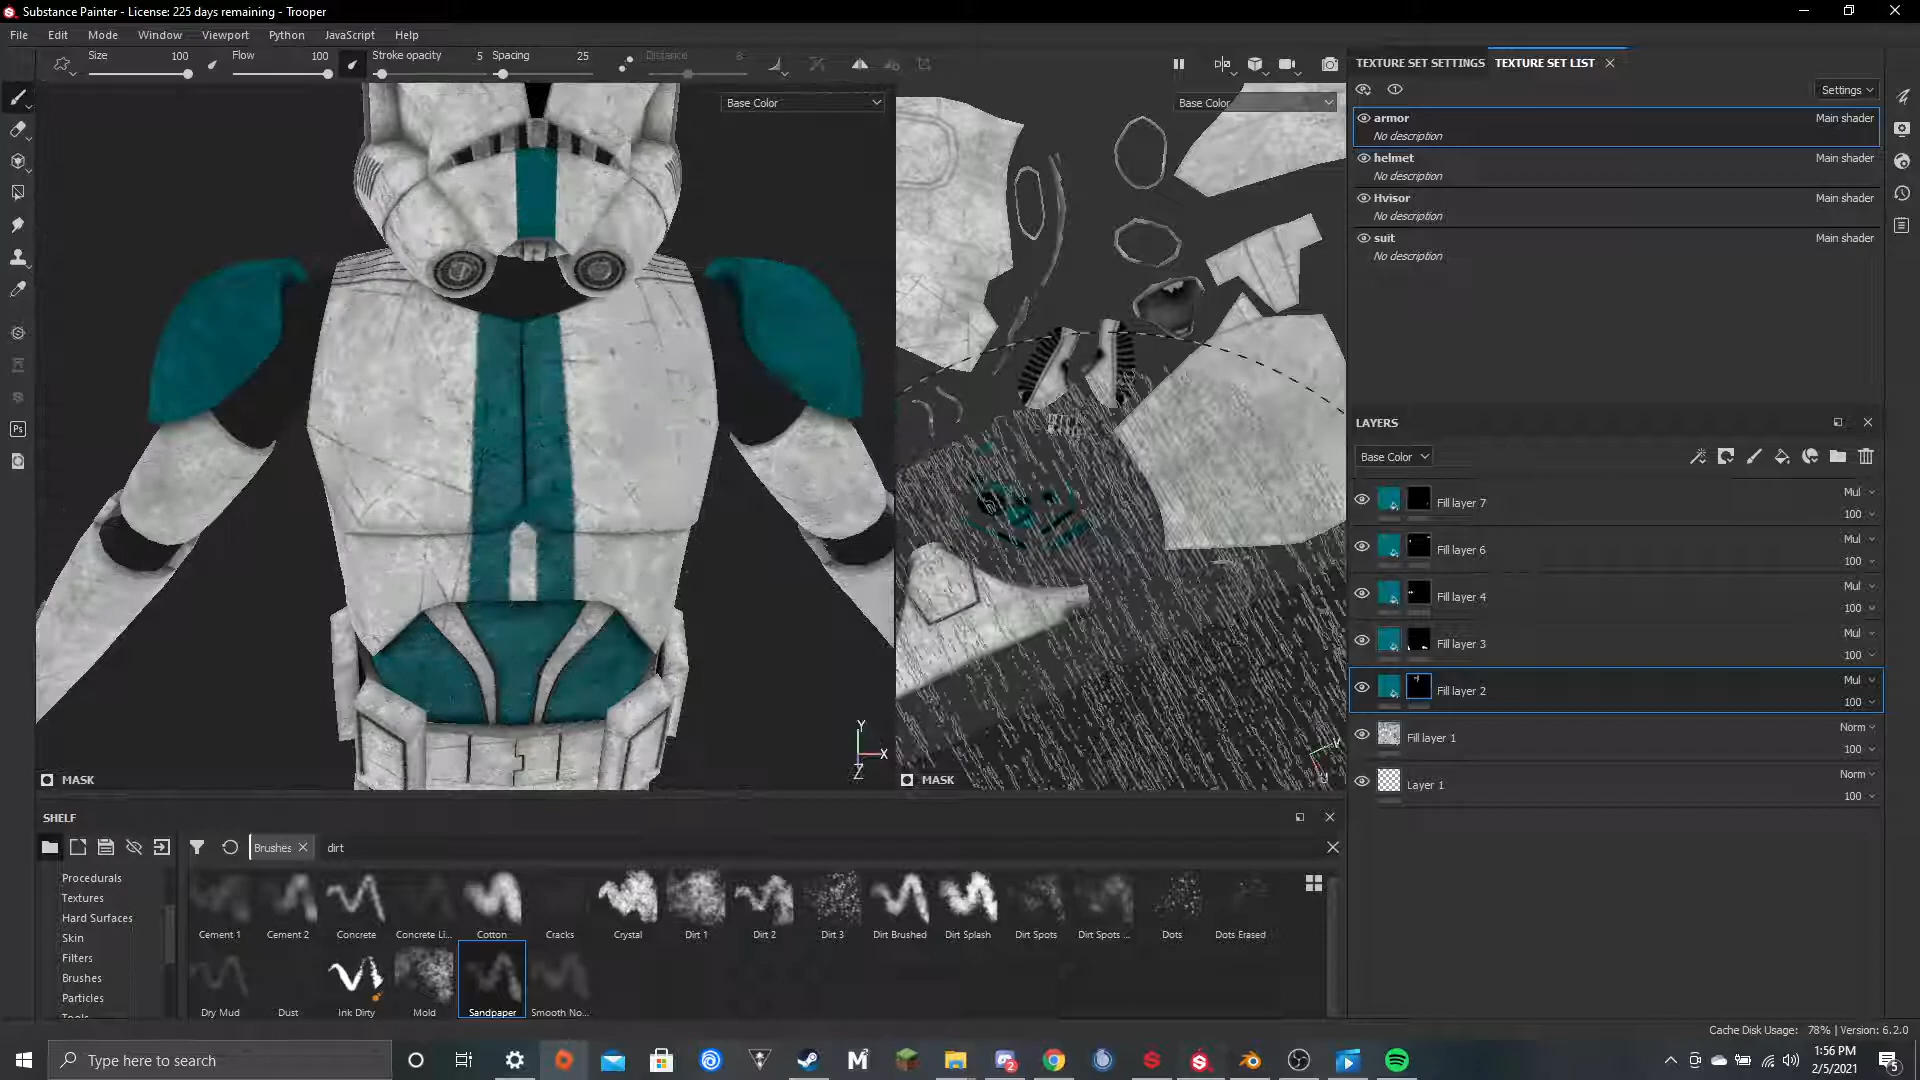 Substance Painter - License: 225 days remaining - Trooper
File Edit Mode Window Viewport Python JavaScript Help
Size 100 Flow 100 Stroke opacity 5 Spacing 25 Distance 8
Base Color
Base Color
MASK
MASK
Y
X
Z
V
U
TEXTURE SET SETTINGS TEXTURE SET LIST
Settings
armor Main shader
No description
helmet Main shader
No description
Hvisor Main shader
No description
suit Main shader
No description
LAYERS
Base Color
Fill layer 7 Mul
100
Fill layer 6 Mul
100
Fill layer 4 Mul
100
Fill layer 3 Mul
100
Fill layer 2 Mul
100
Fill layer 1 Norm
100
Layer 1 Norm
100
SHELF
Brushes dirt
Procedurals
Textures
Hard Surfaces
Skin
Filters
Brushes
Particles
Tools
Cement 1 Cement 2 Concrete Concrete Li... Cotton Cracks Crystal Dirt 1 Dirt 2 Dirt 3 Dirt Brushed Dirt Splash Dirt Spots Dirt Spots ... Dots Dots Erased
Dry Mud Dust Ink Dirty Mold Sandpaper Smooth No...
Ps
Cache Disk Usage: 78% | Version: 6.2.0
Type here to search
2
1:56 PM
2/5/2021
5